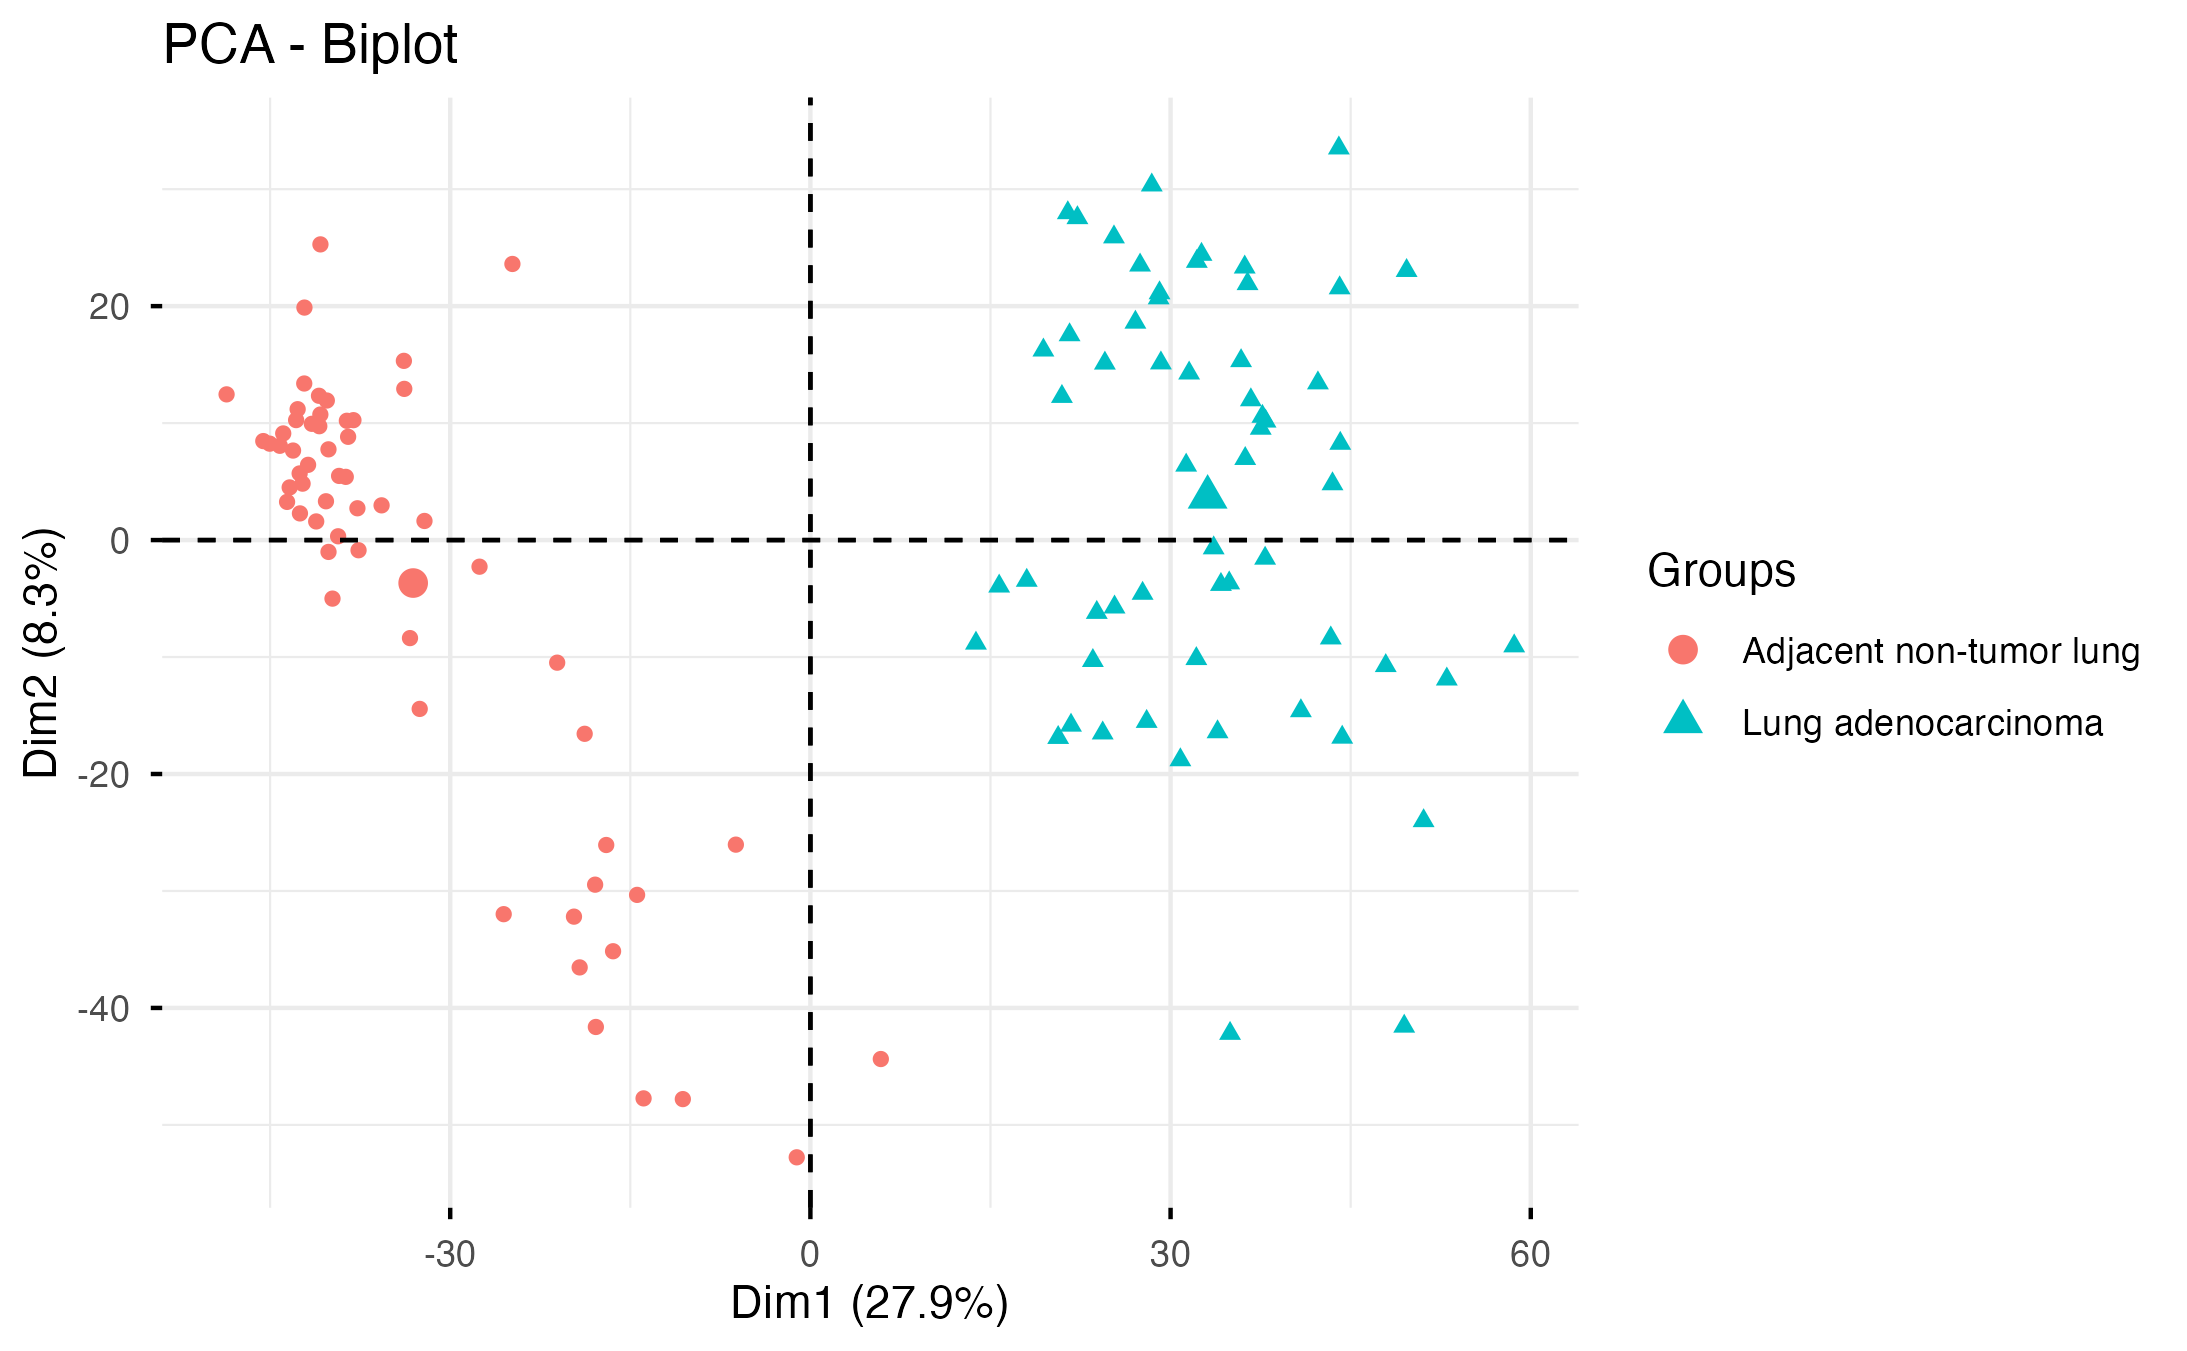 PCA - Biplot
20
0
-20
-40
Dim2 (8.3%)
-30
0
30
60
Dim1 (27.9%)
Groups
Adjacent non-tumor lung
Lung adenocarcinoma